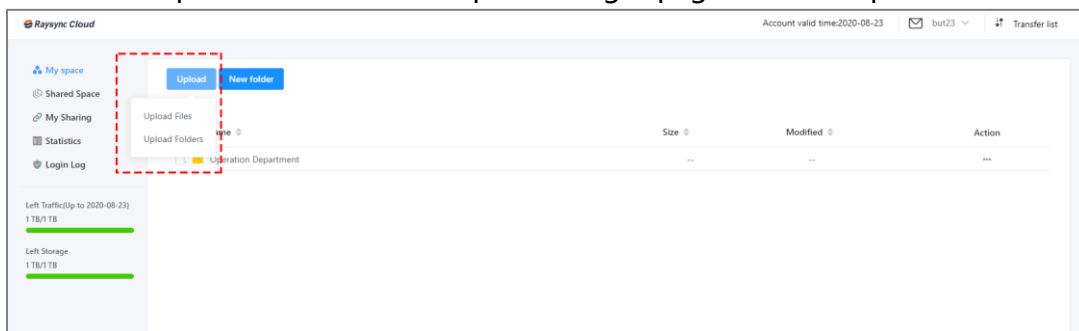 Raysync Cloud
Account valid time:2020-08-23
but23
Transfer list
My space
Shared Space
My Sharing
Statistics
Login Log
Left Traffic(Up to 2020-08-23)
1 TB/1 TB
Left Storage
1 TB/1 TB
Upload
New folder
Upload Files
Upload Folders
Size
Modified
Action
Operation Department
--
--
...